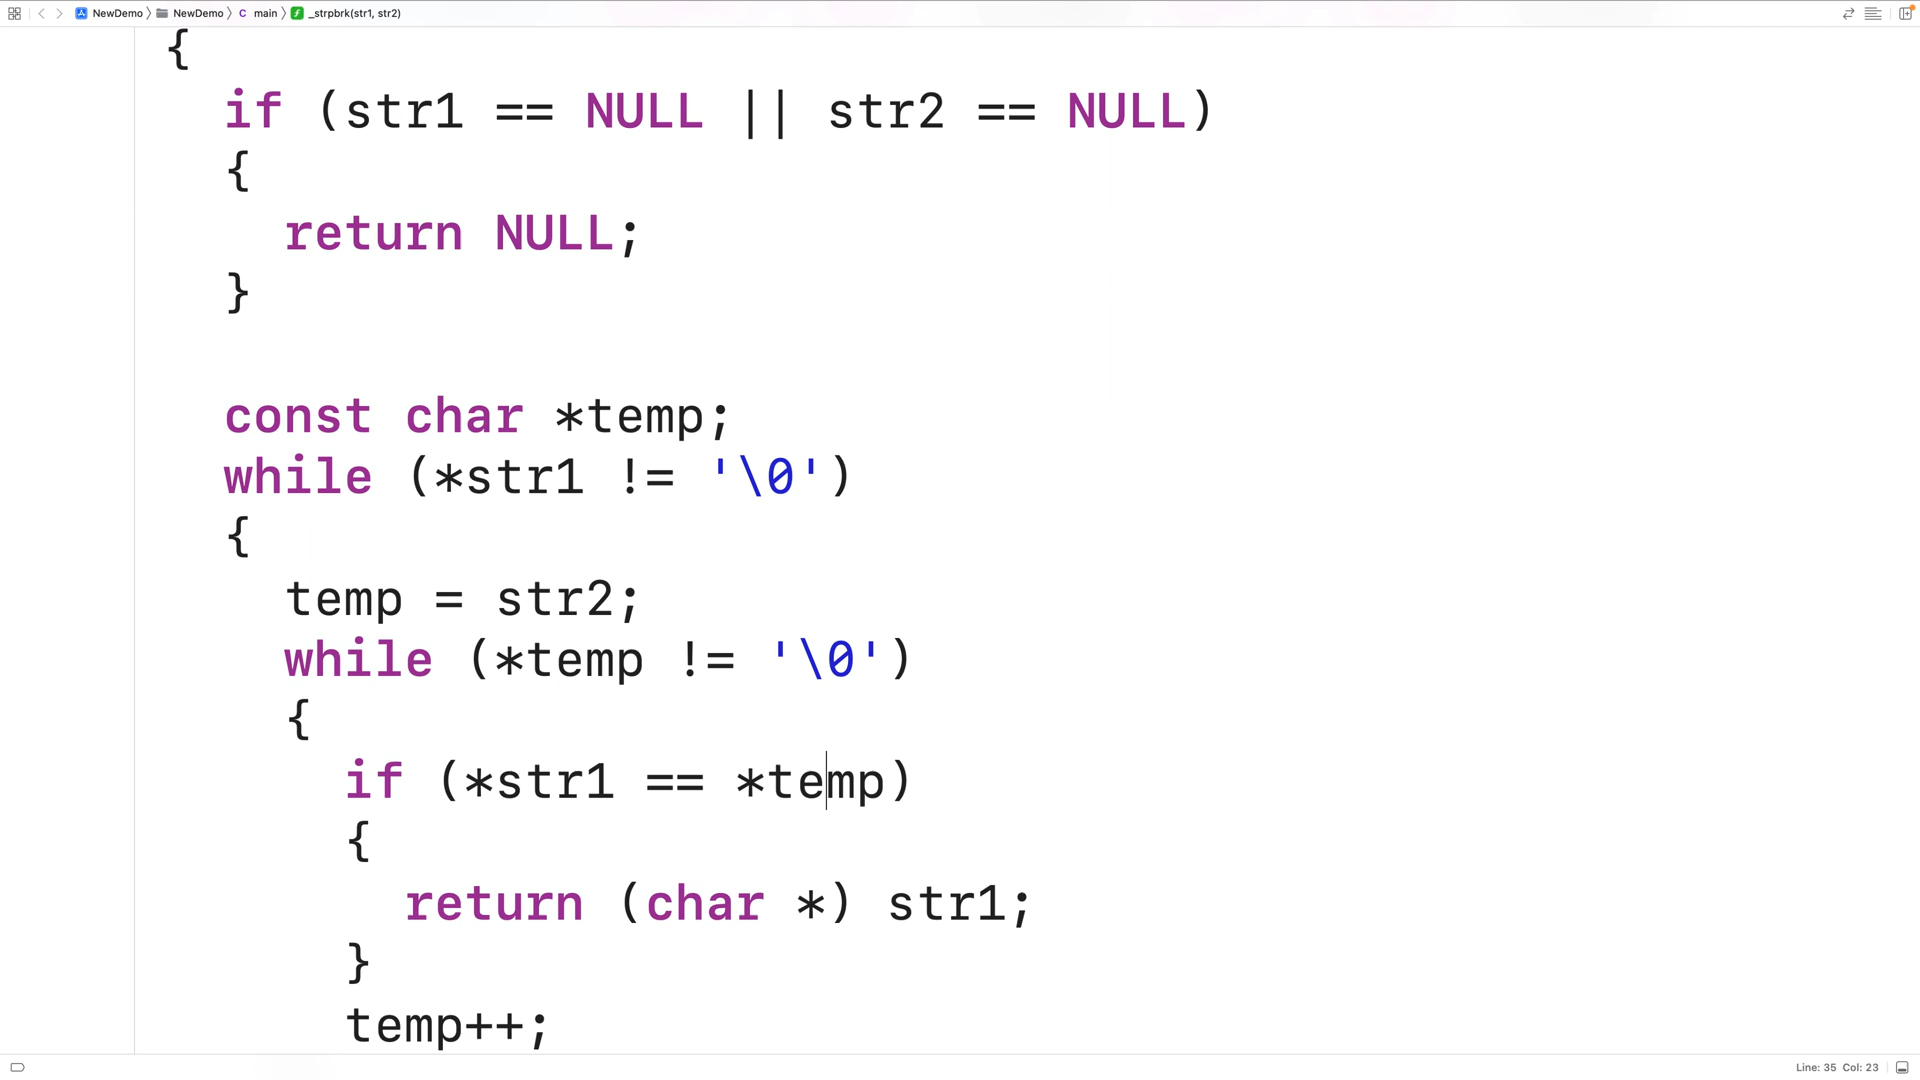 NewDemo NewDemo C main f _strpbrk(str1, str2)
{
if (str1 == NULL || str2 == NULL)
{
return NULL;
}
const char *temp;
while (*str1 != '\0')
{
temp = str2;
while (*temp != '\0')
{
if (*str1 == *temp)
{
return (char *) str1;
}
temp++;
Line: 35 Col: 23